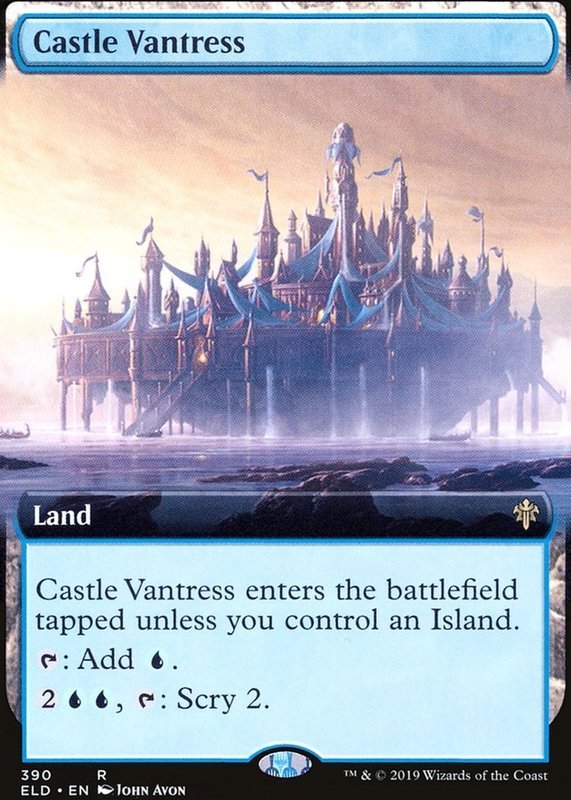 Castle Vantress
Land
Castle Vantress enters the battlefield
tapped unless you control an Island.
: Add .
2 , : Scry 2.
390 R
ELD • EN John Avon ™ & © 2019 Wizards of the Coast